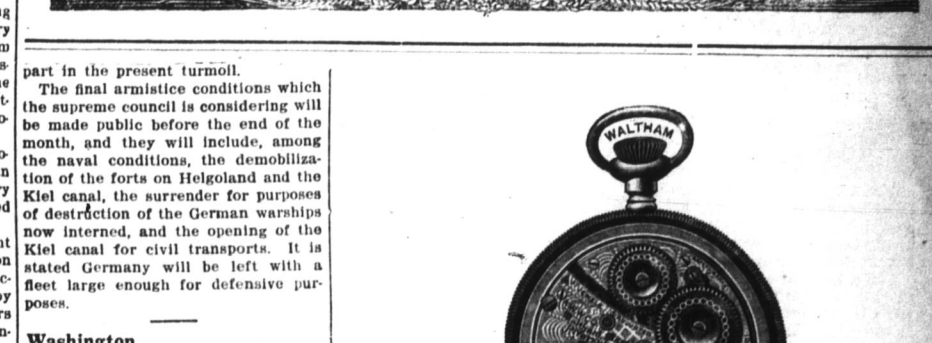 part in the present turmoil.
The final armistice conditions which
the supreme council is considering will
be made public before the end of the
month, and they will include, among
the naval conditions, the demobiliza-
tion of the forts on Helgoland and the
Kiel canal, the surrender for purposes
of destruction of the German warships
now interned, and the opening of the
Kiel canal for civil transports. It is
stated Germany will be left with a
fleet large enough for defensive pur-
poses.
Washington
WALTHAM